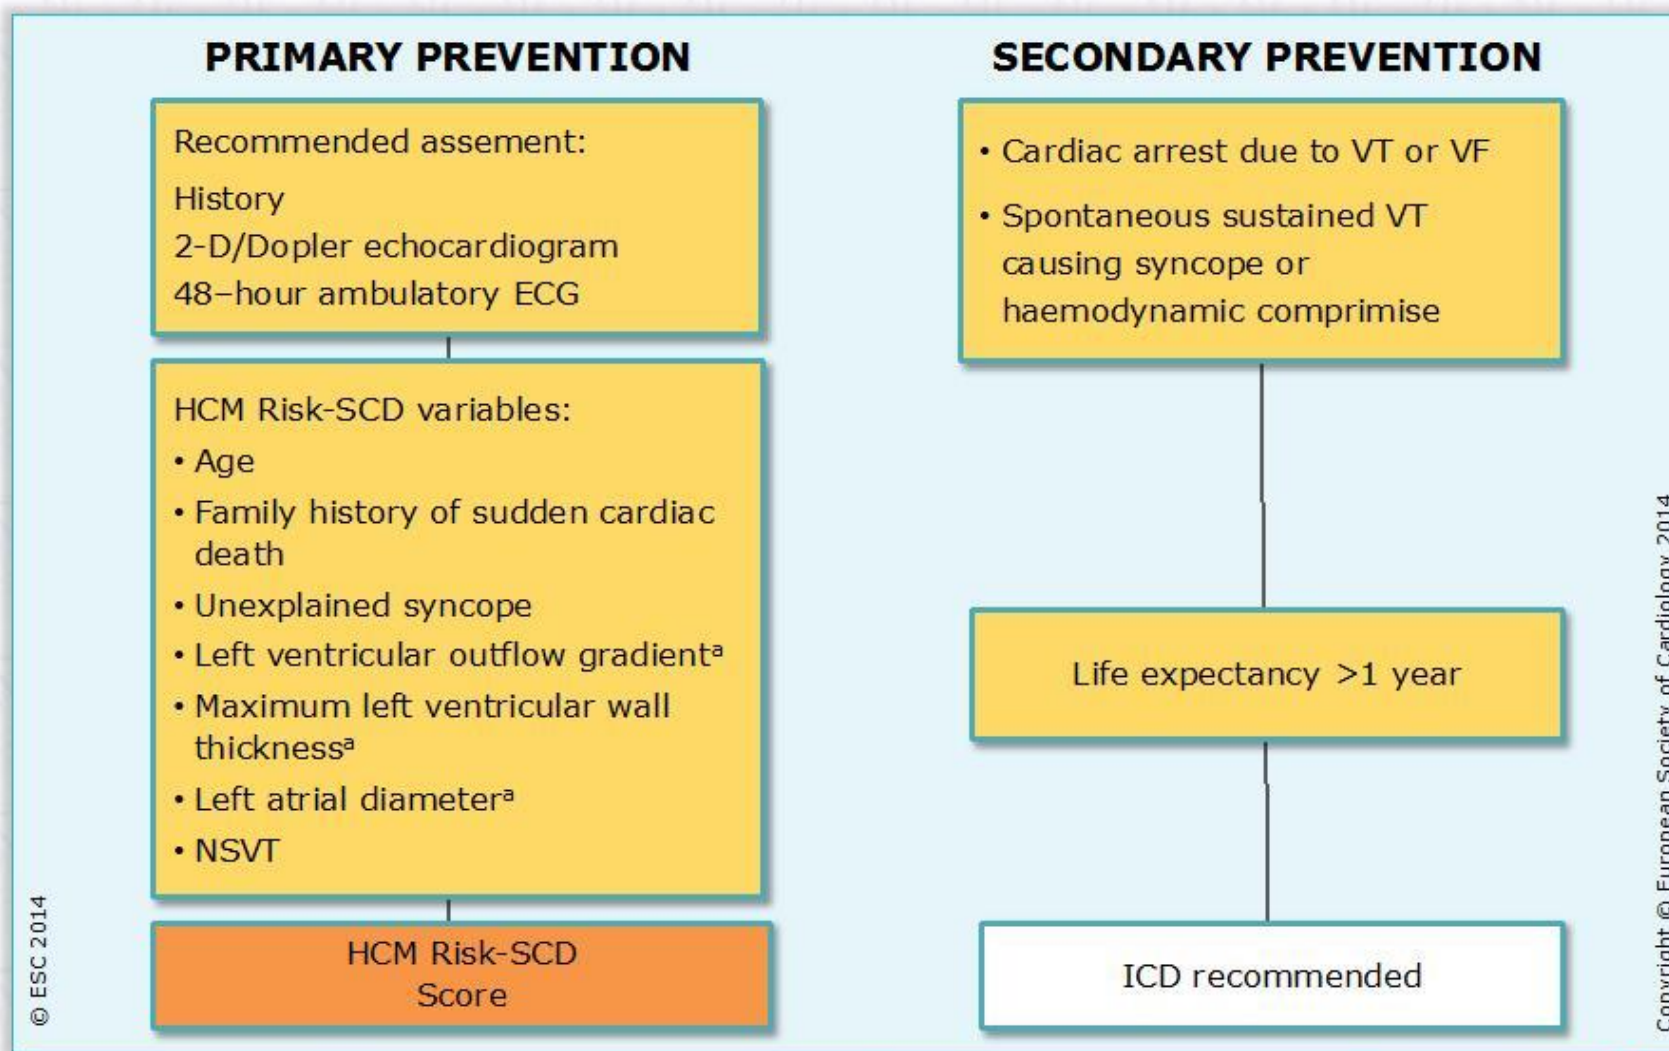 PRIMARY PREVENTION
Recommended assement:
History
2-D/Dopler echocardiogram
48–hour ambulatory ECG
HCM Risk-SCD variables:
• Age
• Family history of sudden cardiac
death
• Unexplained syncope
• Left ventricular outflow gradientᵃ
• Maximum left ventricular wall
thicknessᵃ
• Left atrial diameterᵃ
• NSVT
HCM Risk-SCD
Score
SECONDARY PREVENTION
• Cardiac arrest due to VT or VF
• Spontaneous sustained VT
causing syncope or
haemodynamic comprimise
Life expectancy >1 year
ICD recommended
© ESC 2014
Copyright © European Society of Cardiology 2014